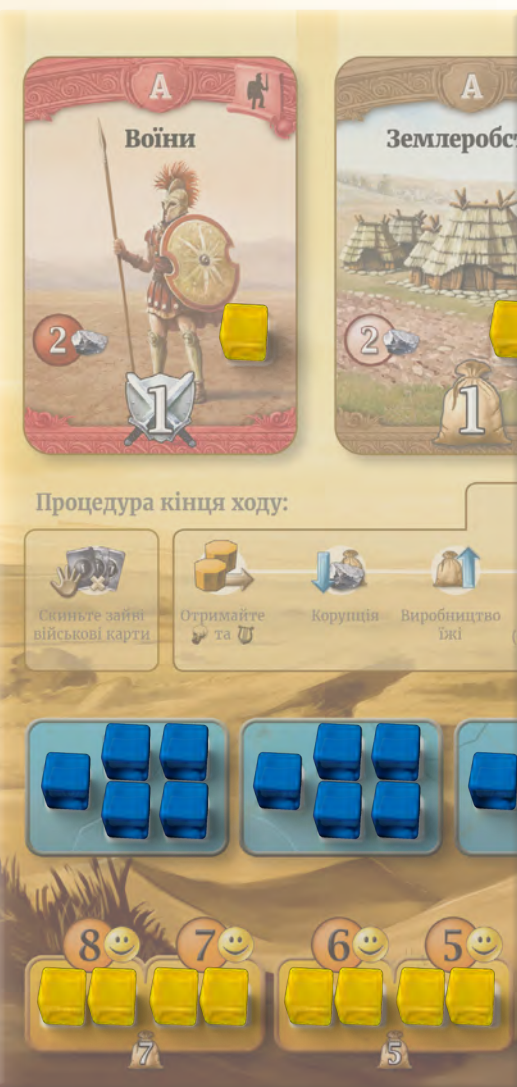 A
A
Воїни
2
2
1
1
Процедура кінця ходу:
Скиньте зайві
військові карти
Отримайте
та
Корупція
Виробництво
їжі
8
7
6
5
7
5